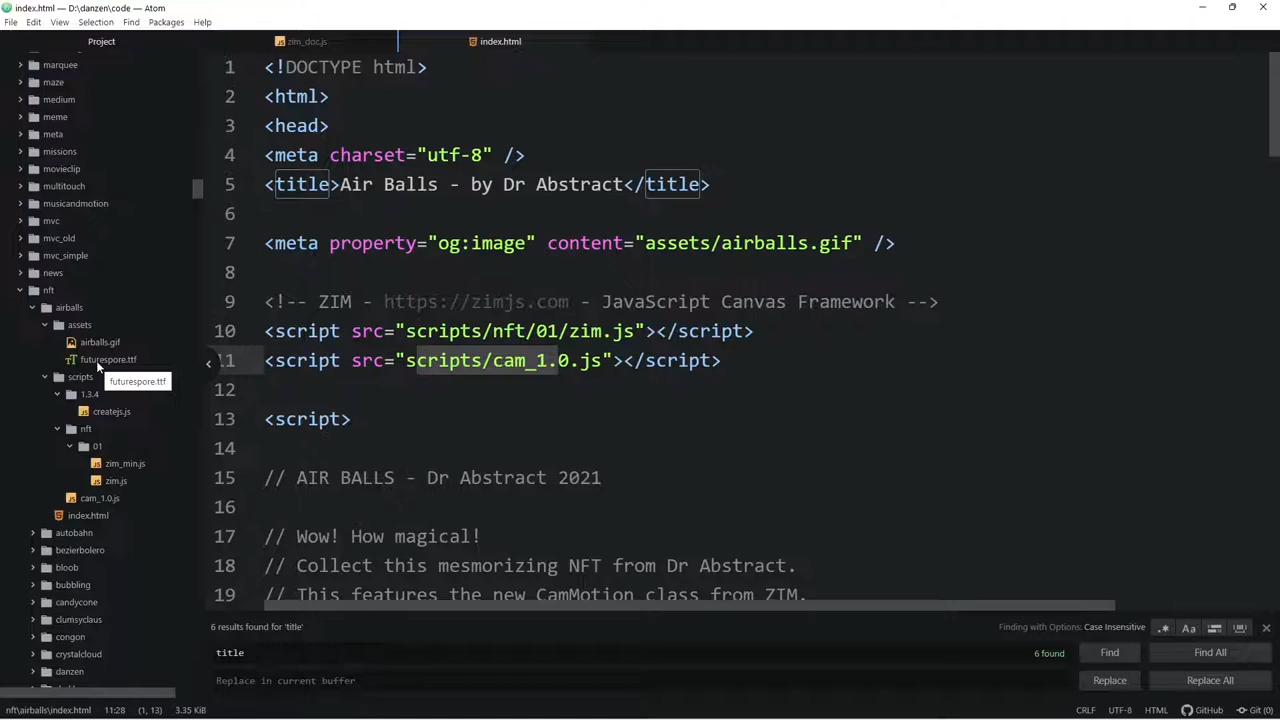 index.html — D:\danzen\code — Atom
File Edit View Selection Find Packages Help
Project
zim_doc.js
index.html
marquee
maze
medium
meme
meta
missions
movieclip
multitouch
musicandmotion
mvc
mvc_old
mvc_simple
news
nft
airballs
assets
airballs.gif
futurespore.ttf
futurespore.ttf
scripts
1.3.4
createjs.js
nft
01
zim_min.js
zim.js
cam_1.0.js
index.html
autobahn
bezierbolero
bloob
bubbling
candycone
clumsyclaus
congon
crystalcloud
danzen
1 <!DOCTYPE html>
2 <html>
3 <head>
4 <meta charset="utf-8" />
5 <title>Air Balls - by Dr Abstract</title>
6
7 <meta property="og:image" content="assets/airballs.gif" />
8
9 <!-- ZIM - https://zimjs.com - JavaScript Canvas Framework -->
10 <script src="scripts/nft/01/zim.js"></script>
11 <script src="scripts/cam_1.0.js"></script>
12
13 <script>
14
15 // AIR BALLS - Dr Abstract 2021
16
17 // Wow! How magical!
18 // Collect this mesmorizing NFT from Dr Abstract.
19 // This features the new CamMotion class from ZIM.
6 results found for 'title'
Finding with Options: Case Insensitive
.* Aa
title
6 found
Find
Find All
Replace in current buffer
Replace
Replace All
nft\airballs\index.html 11:28 (1, 13) 3.35 KiB
CRLF UTF-8 HTML GitHub Git (0)